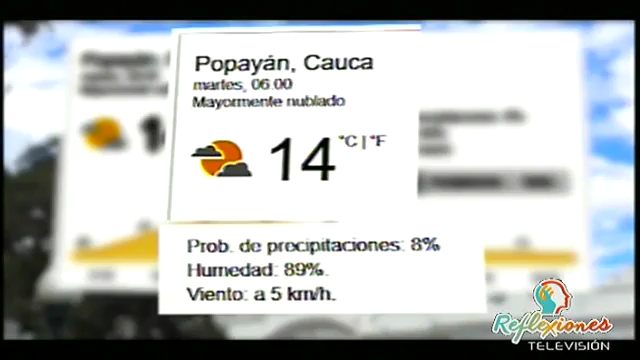 Popayán, Cauca
martes, 06:00
Mayormente nublado
14 °C | °F
Prob. de precipitaciones: 8%
Humedad: 89%.
Viento: a 5 km/h.
Reflexiones
TELEVISIÓN